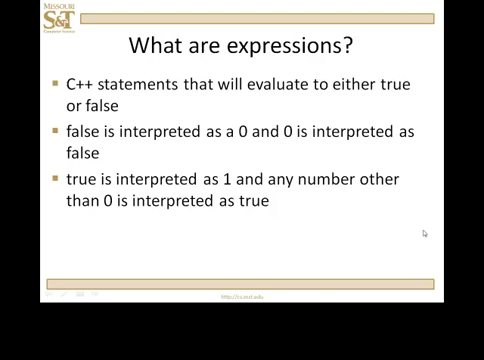 MISSOURI
S&T
Computer Science
What are expressions?
C++ statements that will evaluate to either true
or false
false is interpreted as a 0 and 0 is interpreted as
false
true is interpreted as 1 and any number other
than 0 is interpreted as true
http://cs.mst.edu